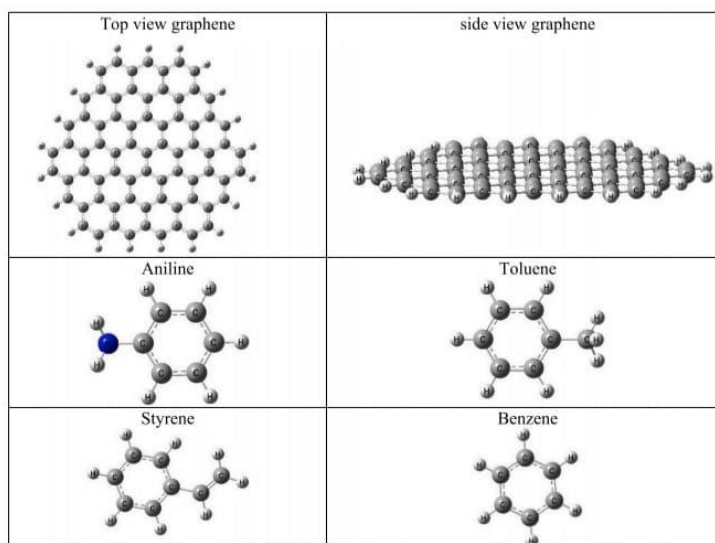 Top view graphene
side view graphene
Aniline
Toluene
Styrene
Benzene